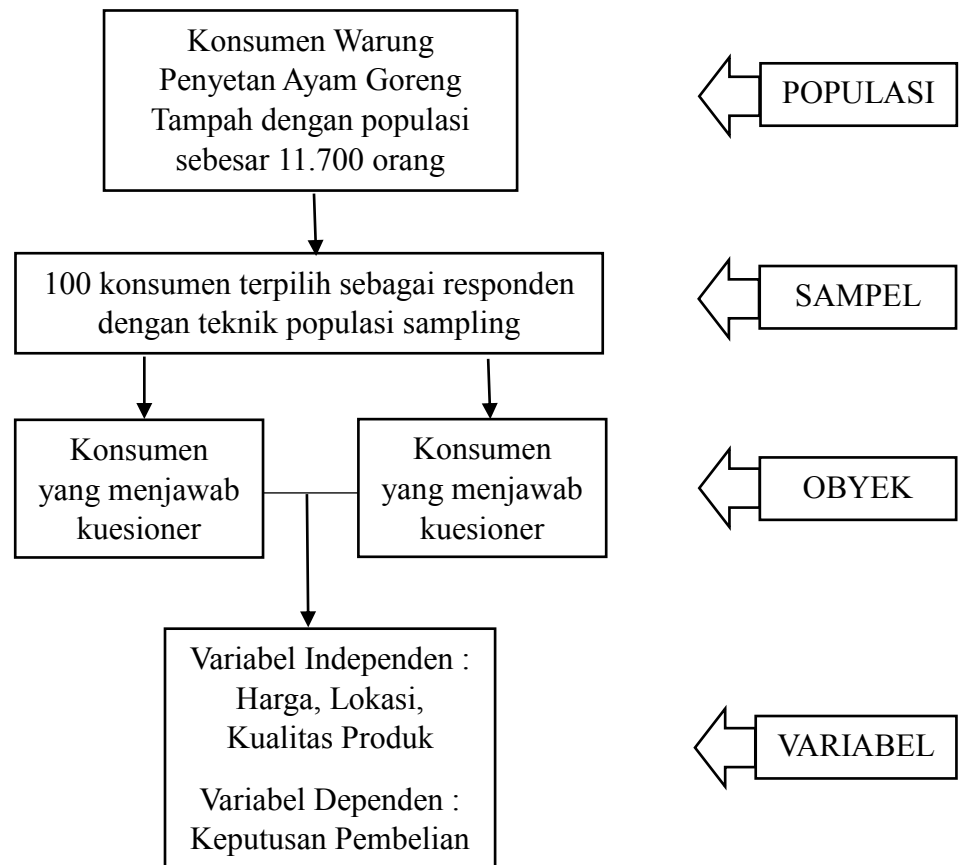 Konsumen Warung
Penyetan Ayam Goreng
Tampah dengan populasi
sebesar 11.700 orang
POPULASI
100 konsumen terpilih sebagai responden
dengan teknik populasi sampling
SAMPEL
Konsumen
yang menjawab
kuesioner
Konsumen
yang menjawab
kuesioner
OBYEK
Variabel Independen :
Harga, Lokasi,
Kualitas Produk
Variabel Dependen :
Keputusan Pembelian
VARIABEL